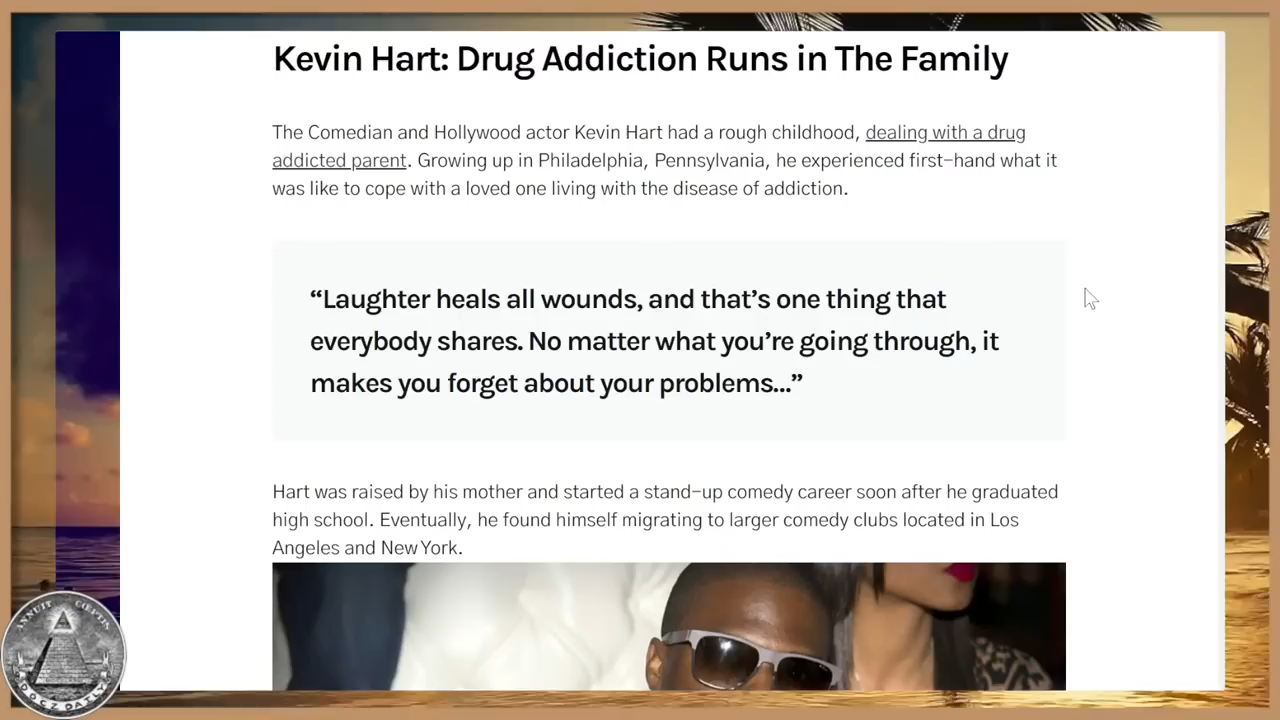 Kevin Hart: Drug Addiction Runs in The Family
The Comedian and Hollywood actor Kevin Hart had a rough childhood, dealing with a drug
addicted parent. Growing up in Philadelphia, Pennsylvania, he experienced first-hand what it
was like to cope with a loved one living with the disease of addiction.
“Laughter heals all wounds, and that’s one thing that
everybody shares. No matter what you’re going through, it
makes you forget about your problems...”
Hart was raised by his mother and started a stand-up comedy career soon after he graduated
high school. Eventually, he found himself migrating to larger comedy clubs located in Los
Angeles and New York.
ANNUIT CŒPTIS
DOCZ DAILY